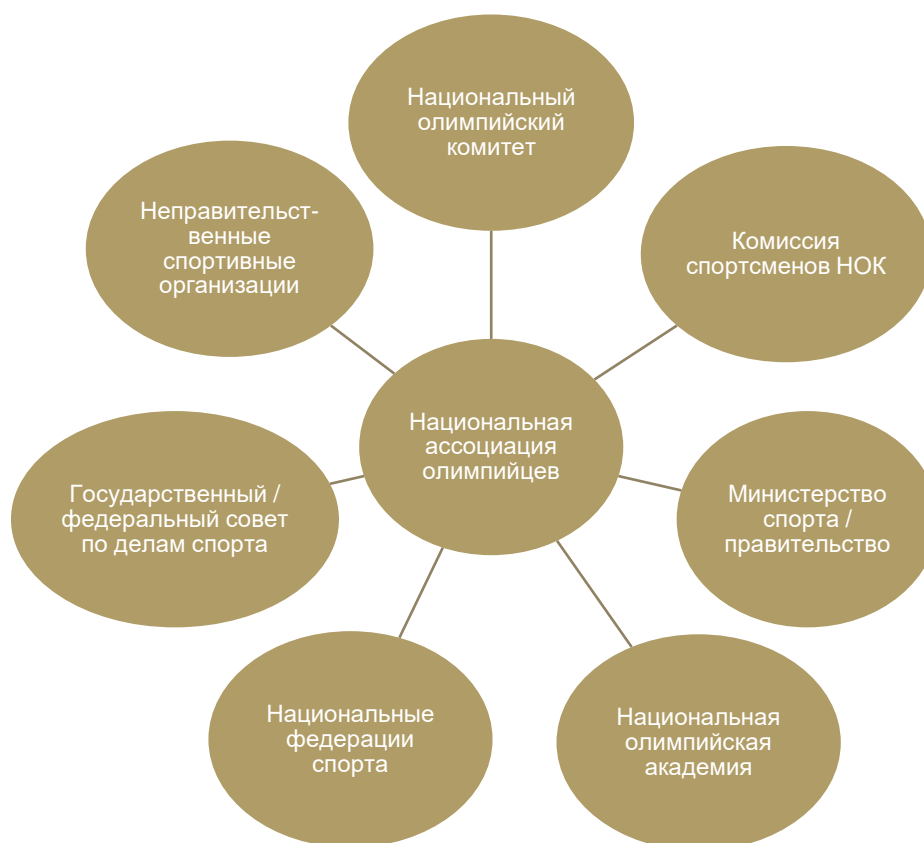 Национальный
олимпийский
комитет
Неправительст-
венные
спортивные
организации
Комиссия
спортсменов НОК
Национальная
ассоциация
олимпийцев
Государственный /
федеральный совет
по делам спорта
Министерство
спорта /
правительство
Национальные
федерации
спорта
Национальная
олимпийская
академия